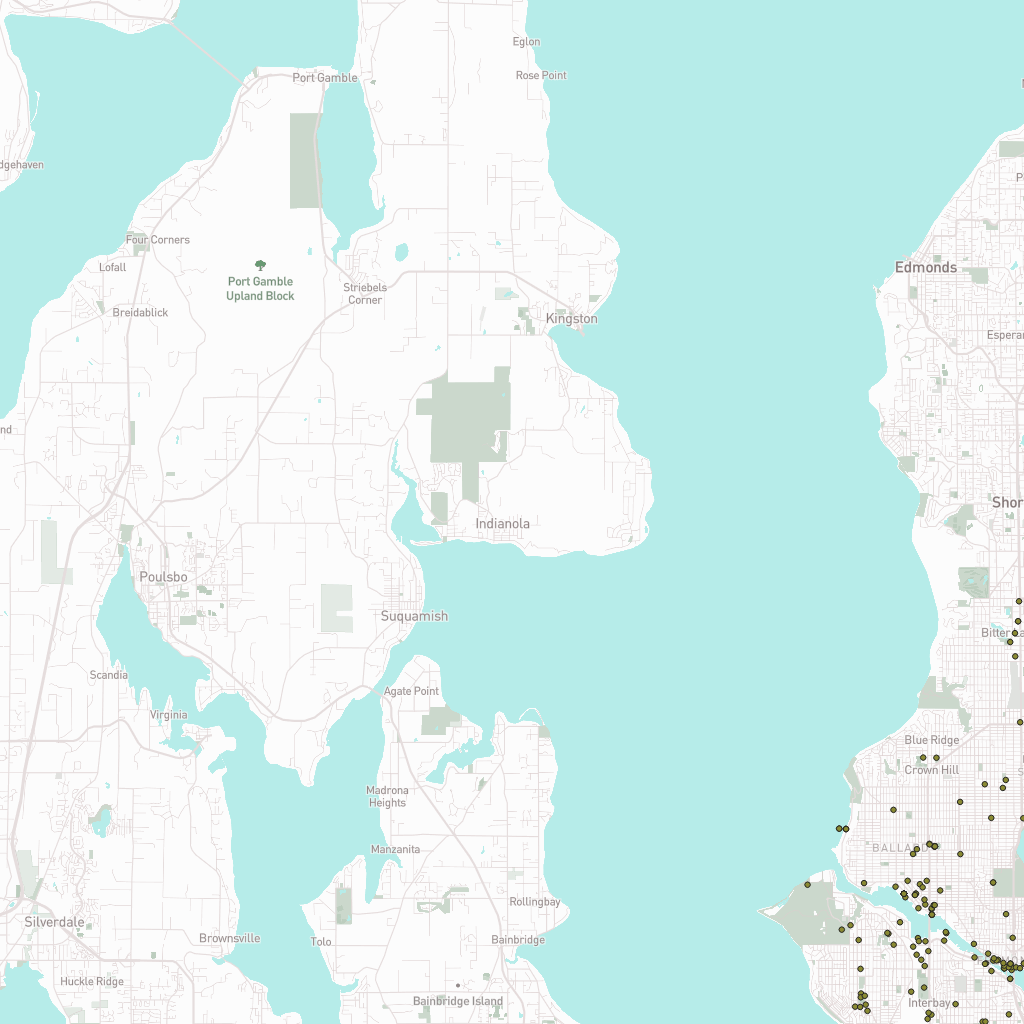 Eglon
Rose Point
Port Gamble
dgehaven
Four Corners
Lofall
Edmonds
Port Gamble
Upland Block
Striebels
Corner
Breidablick
Kingston
Esperan
nd
Indianola
Shor
Poulsbo
Suquamish
Bitter La
Scandia
Agate Point
Virginia
Blue Ridge
Crown Hill
Madrona
Heights
Manzanita
BALLARD
Rollingbay
Silverdale
Brownsville
Tolo
Bainbridge
Huckle Ridge
Bainbridge Island
Interbay